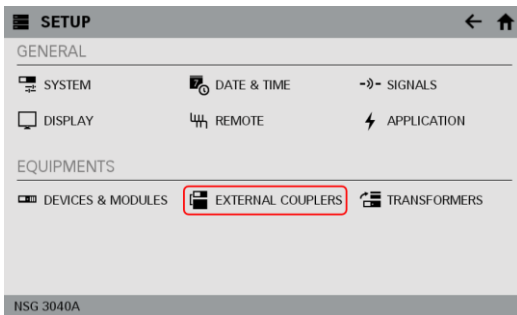 SETUP
GENERAL
SYSTEM
DATE & TIME
SIGNALS
DISPLAY
REMOTE
APPLICATION
EQUIPMENTS
DEVICES & MODULES
EXTERNAL COUPLERS
TRANSFORMERS
NSG 3040A